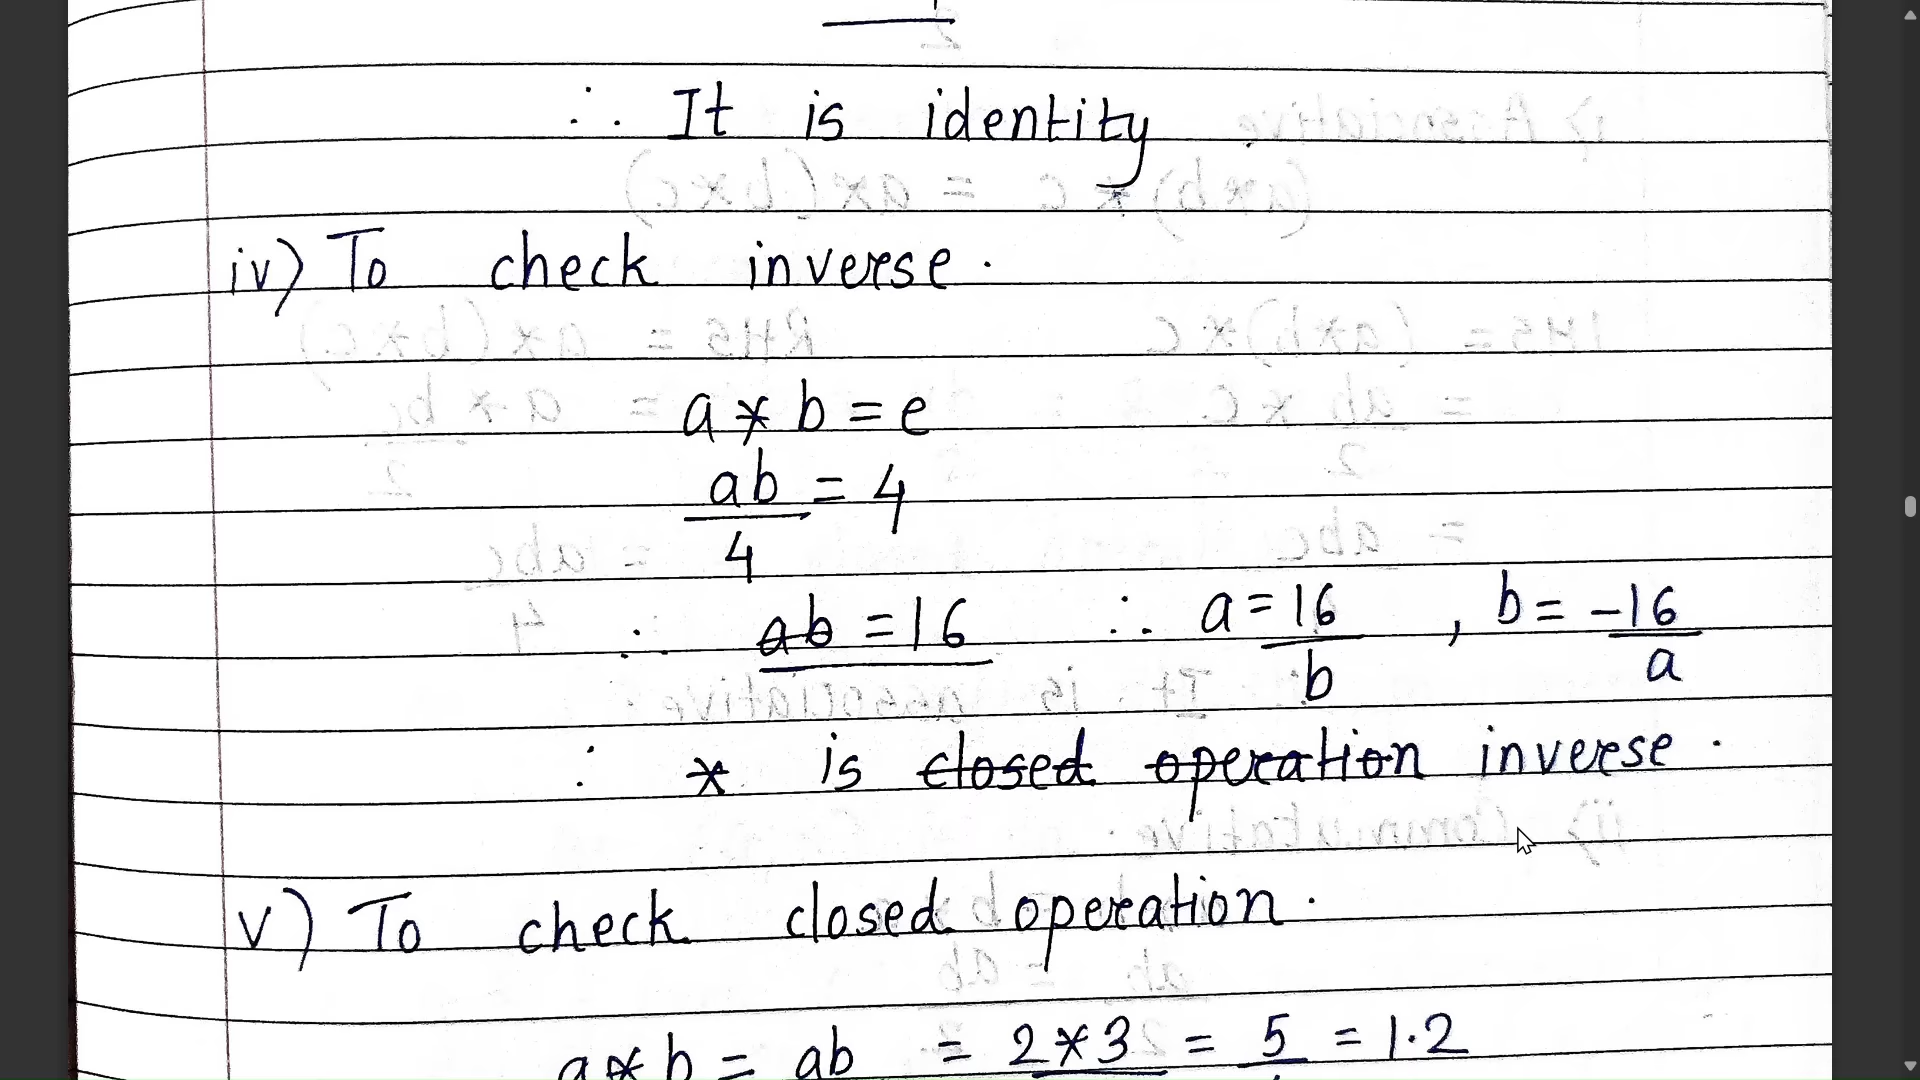 ∴ It is identity
iv) To check inverse.
a * b = e
ab/4 = 4
∴ ab = 16 ∴ a = 16/b , b = -16/a
∴ * is closed operation inverse.
v) To check closed operation.
a * b = ab = 2*3 = 5 = 1.2